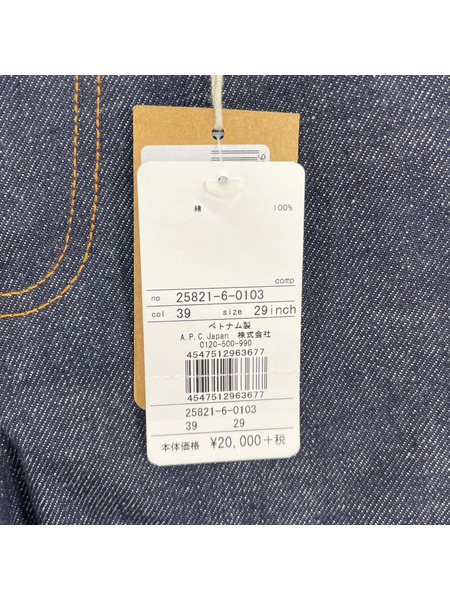 綿 100%
comp
no 25821-6-0103
col 39 size 29inch
ベトナム製
A.P.C.Japan 株式会社
0120-500-990
4547512963677
4547512963677
25821-6-0103
39 29
本体価格 ¥20,000+税